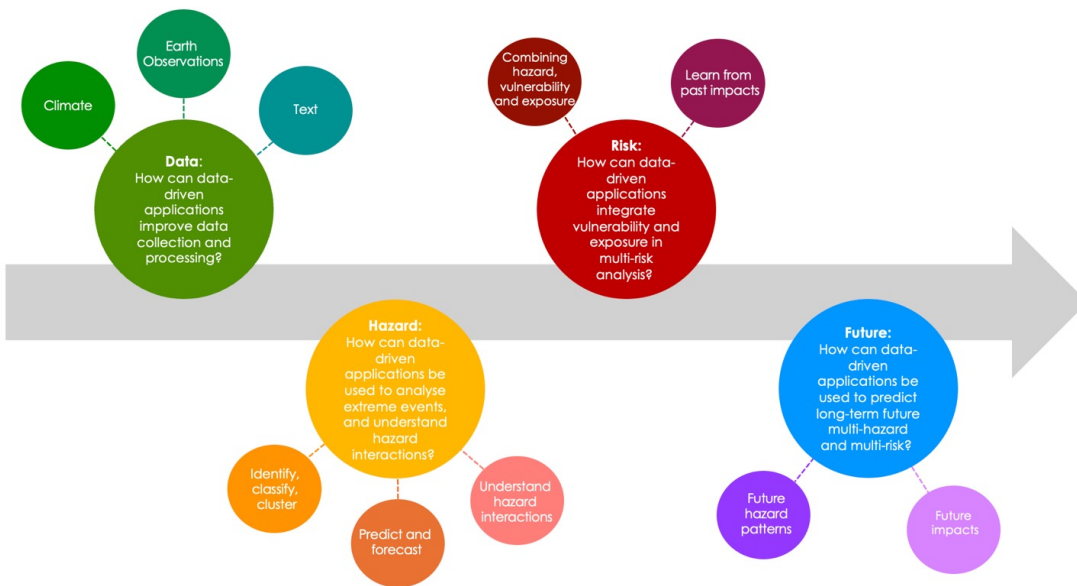 Climate
Earth
Observations
Text
Data:
How can data-
driven
applications
improve data
collection and
processing?
Combining
hazard,
vulnerability
and exposure
Learn from
past impacts
Risk:
How can data-
driven
applications
integrate
vulnerability and
exposure in
multi-risk
analysis?
Hazard:
How can data-
driven
applications be
used to analyse
extreme events,
and understand
hazard
interactions?
Identify,
classify,
cluster
Predict and
forecast
Understand
hazard
interactions
Future:
How can data-
driven
applications be
used to predict
long-term future
multi-hazard
and multi-risk?
Future
hazard
patterns
Future
impacts